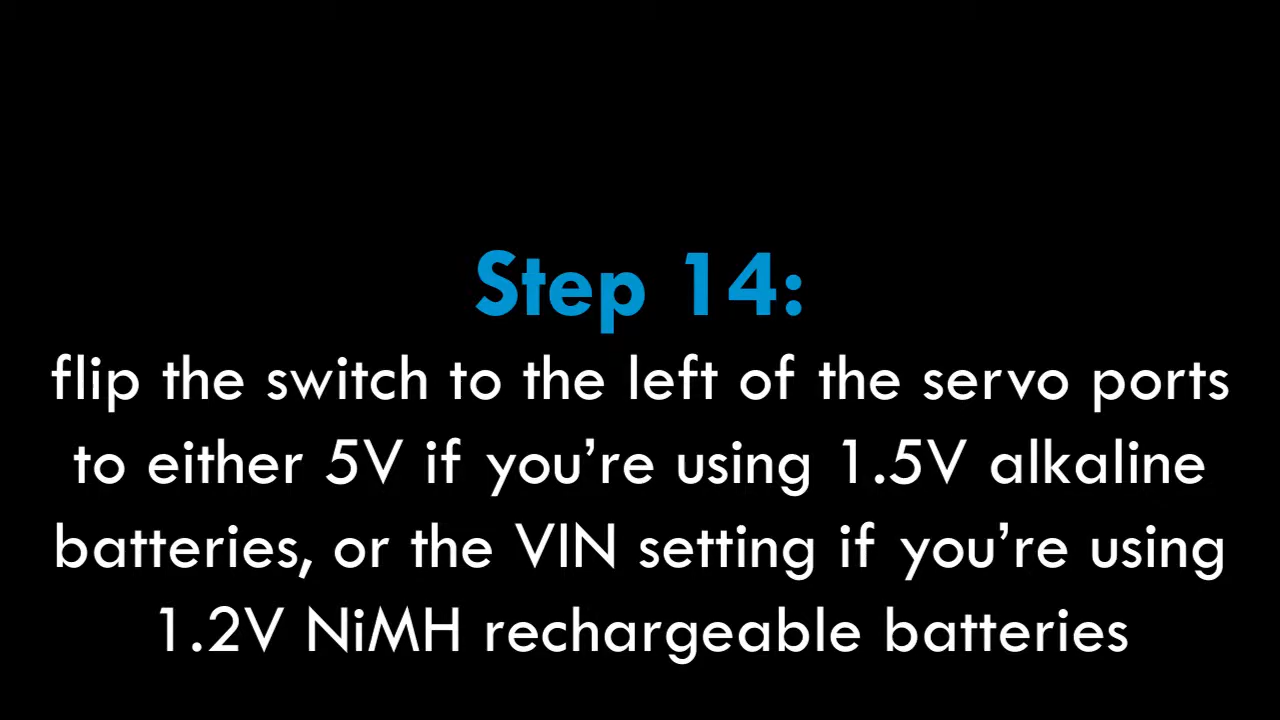 Step 14:
flip the switch to the left of the servo ports
to either 5V if you’re using 1.5V alkaline
batteries, or the VIN setting if you’re using
1.2V NiMH rechargeable batteries